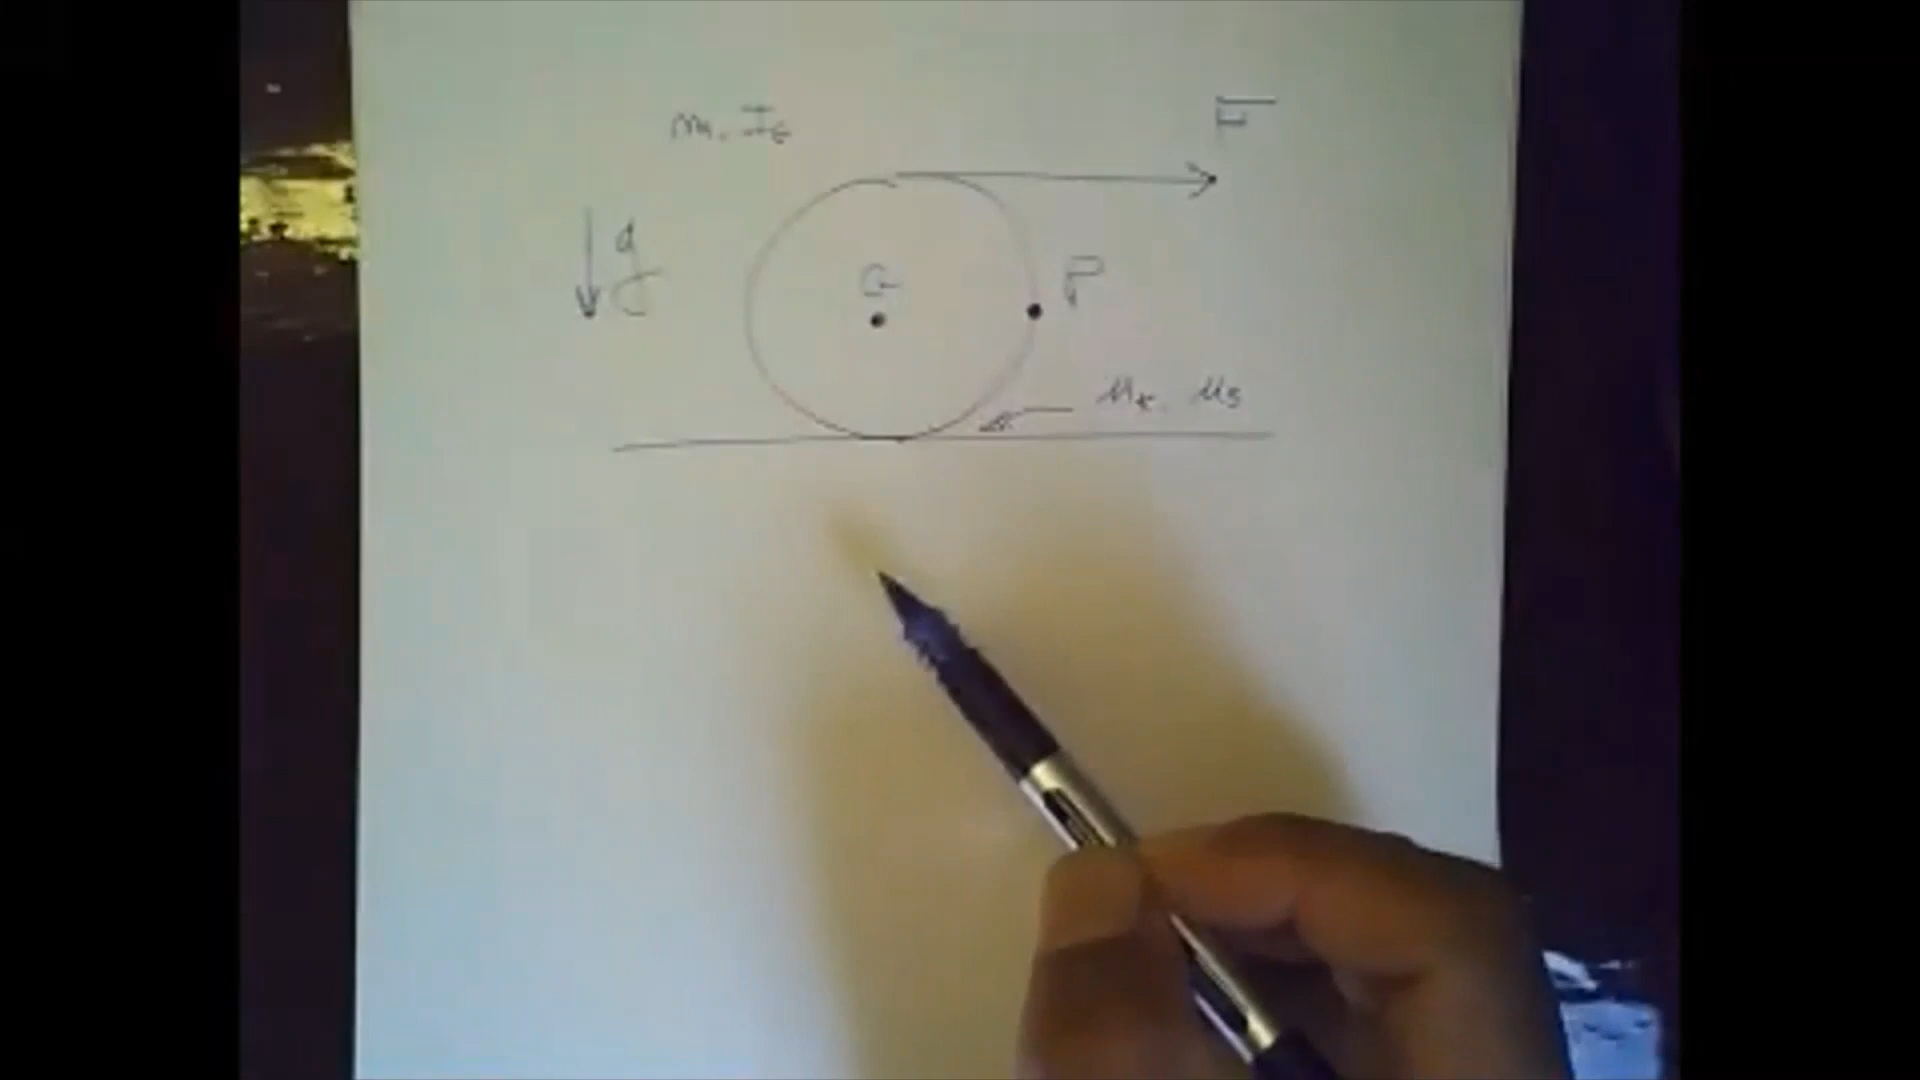 m, I_G
F
g
G
P
μ_k, μ_s